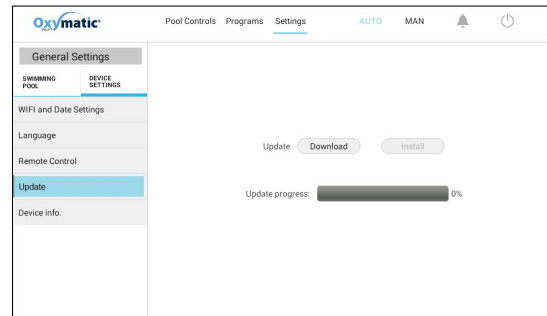 Oxymatic
Pool Controls Programs Settings AUTO MAN
General Settings
SWIMMING POOL
DEVICE SETTINGS
WIFI and Date Settings
Language
Remote Control
Update
Device info.
Update Download Install
Update progress: 0%